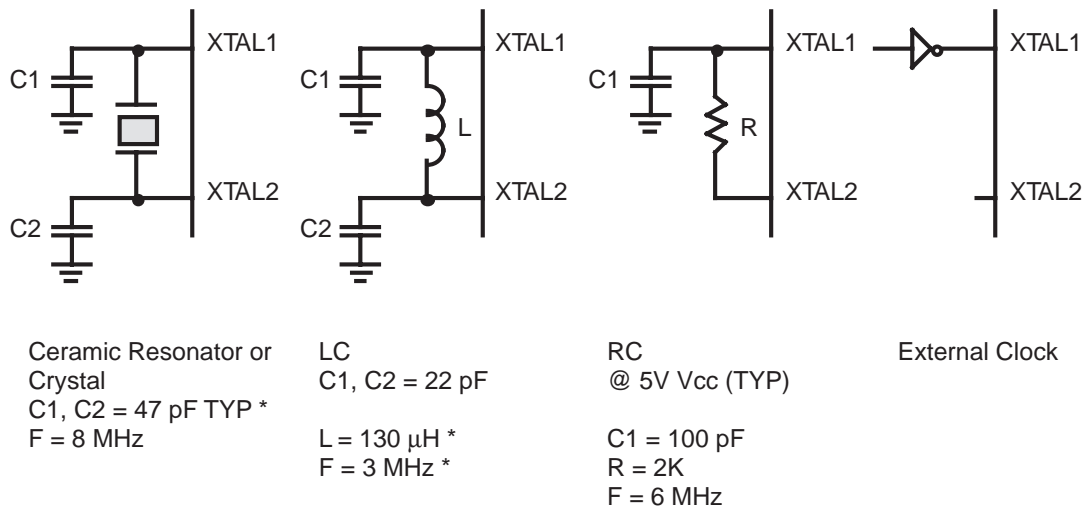 XTAL1
C1
XTAL2
C2
Ceramic Resonator or
Crystal
C1, C2 = 47 pF TYP *
F = 8 MHz
XTAL1
C1
L
XTAL2
C2
LC
C1, C2 = 22 pF
L = 130 μH *
F = 3 MHz *
XTAL1
C1
R
XTAL2
RC
@ 5V Vcc (TYP)
C1 = 100 pF
R = 2K
F = 6 MHz
XTAL1
XTAL2
External Clock